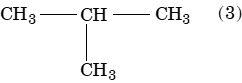 CH₃ — CH — CH₃ (3)
CH₃